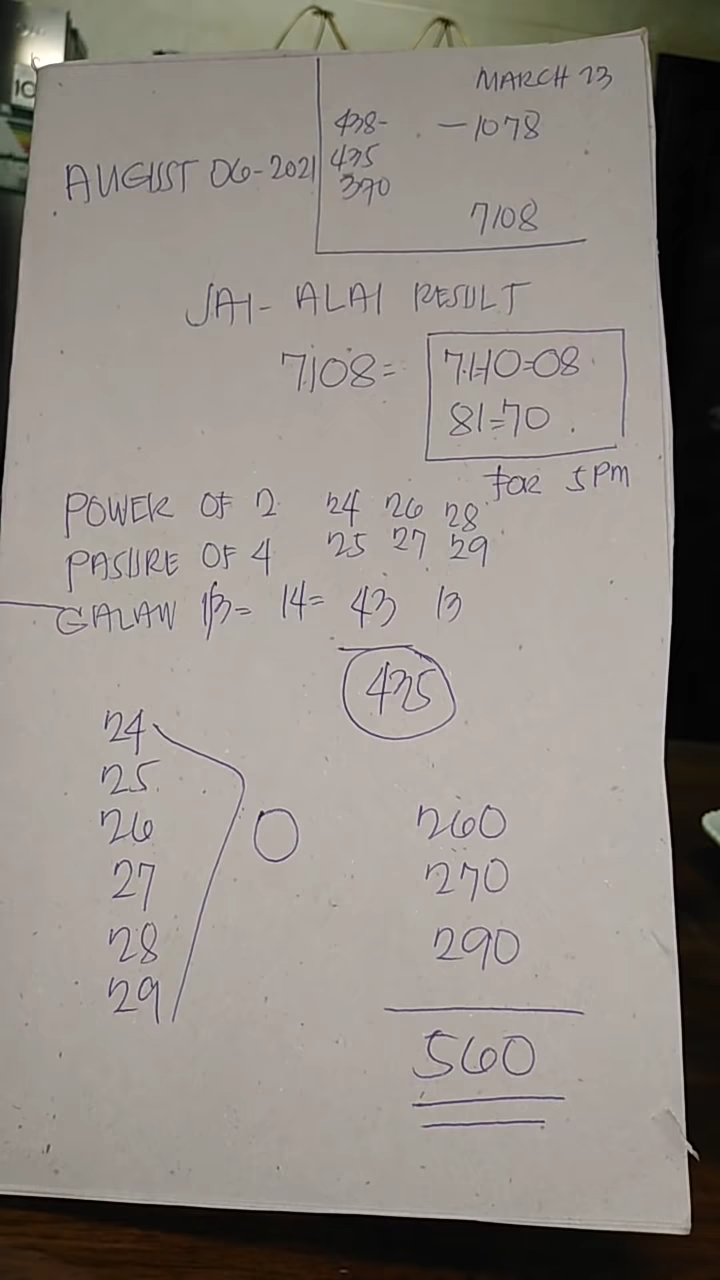 MARCH 23
438- -1078
AUGUST 06-2021
435
390
7108
JAI-ALAI RESULT
7108=
7.1-10=08
81=70.
FOR 5PM
POWER OF 2 24 26 28
PASURE OF 4 25 27 29
GALAW 13= 14= 43 13
435
24
25
26
27
28
29
0
260
270
290
560